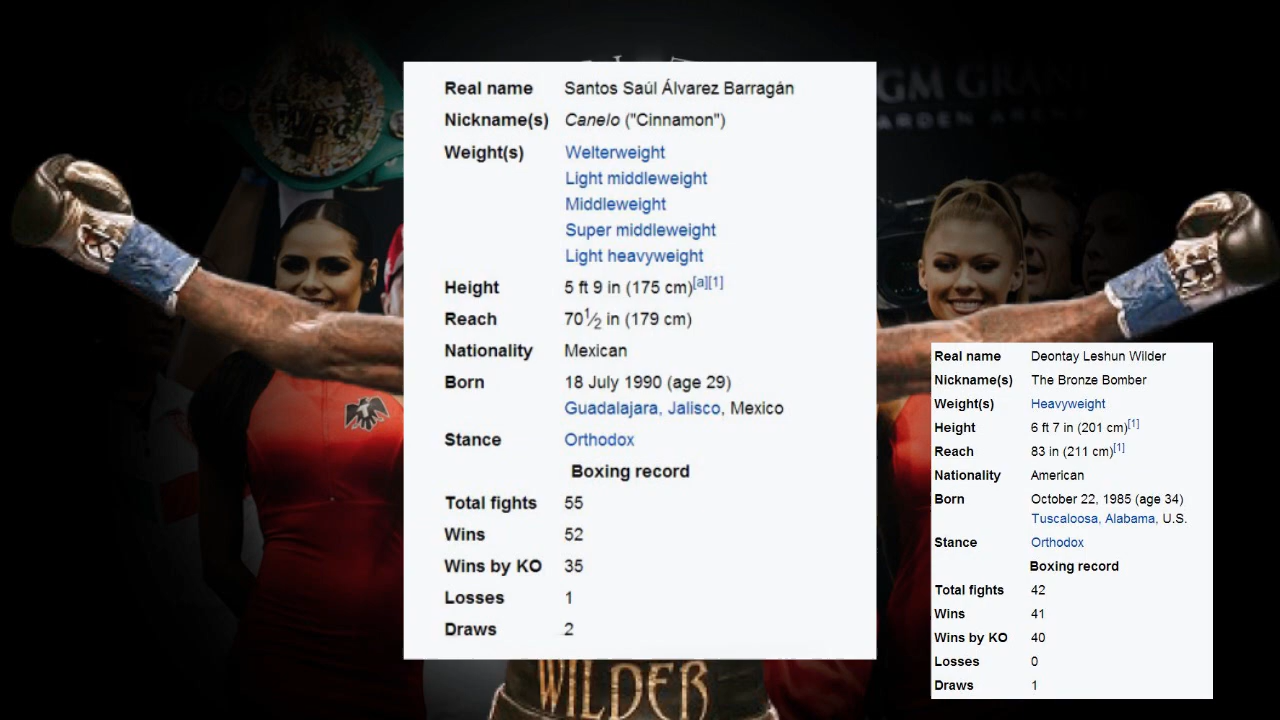 GM GRAN
ARDEN ARENA
WBC
Real name Santos Saúl Álvarez Barragán
Nickname(s) Canelo ("Cinnamon")
Weight(s) Welterweight
Light middleweight
Middleweight
Super middleweight
Light heavyweight
Height 5 ft 9 in (175 cm)[a][1]
Reach 70½ in (179 cm)
Nationality Mexican
Born 18 July 1990 (age 29)
Guadalajara, Jalisco, Mexico
Stance Orthodox
Boxing record
Total fights 55
Wins 52
Wins by KO 35
Losses 1
Draws 2
Real name Deontay Leshun Wilder
Nickname(s) The Bronze Bomber
Weight(s) Heavyweight
Height 6 ft 7 in (201 cm)[1]
Reach 83 in (211 cm)[1]
Nationality American
Born October 22, 1985 (age 34)
Tuscaloosa, Alabama, U.S.
Stance Orthodox
Boxing record
Total fights 42
Wins 41
Wins by KO 40
Losses 0
Draws 1
WILDER